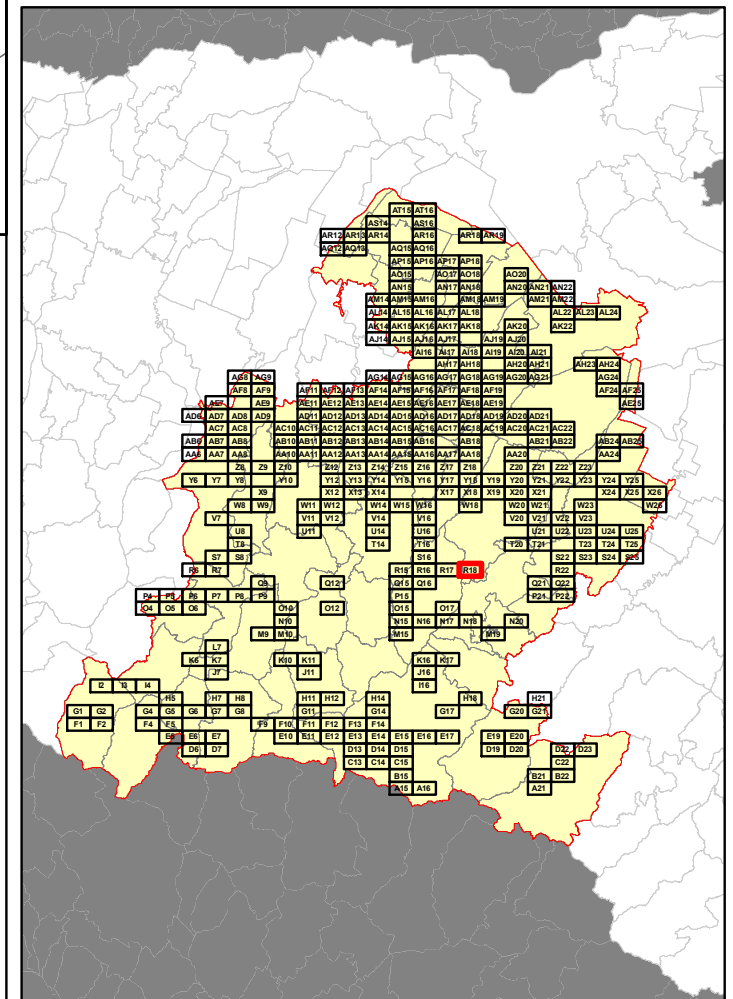 AT15 AT16
AS14 AS16
AR12 AR13 AR14 AR16 AR18 AR19
AQ12 AQ13 AQ15 AQ16
AP15 AP16 AP17 AP18
AO15 AO17 AO18 AO20
AN15 AN17 AN18 AN20 AN21 AN22
AM14 AM15 AM16 AM18 AM19 AM21 AM22
AL14 AL15 AL16 AL17 AL18 AL22 AL23 AL24
AK14 AK15 AK16 AK17 AK18 AK20 AK22
AJ14 AJ15 AJ16 AJ17 AJ19 AJ20
AI16 AI17 AI18 AI19 AI20 AI21
AH17 AH18 AH20 AH21 AH23 AH24
AG8 AG9 AG14 AG15 AG16 AG17 AG18 AG19 AG20 AG21 AG24
AF8 AF9 AF11 AF12 AF13 AF14 AF15 AF16 AF17 AF18 AF19 AF24 AF25
AE7 AE9 AE11 AE12 AE13 AE14 AE15 AE16 AE17 AE18 AE19 AE25
AD6 AD7 AD8 AD9 AD11 AD12 AD13 AD14 AD15 AD16 AD17 AD18 AD19 AD20 AD21
AC7 AC8 AC10 AC11 AC12 AC13 AC14 AC15 AC16 AC17 AC18 AC19 AC20 AC21 AC22
AB6 AB7 AB8 AB10 AB11 AB12 AB13 AB14 AB15 AB16 AB18 AB21 AB22 AB24 AB25
AA6 AA7 AA8 AA10 AA11 AA12 AA13 AA14 AA15 AA16 AA17 AA18 AA20 AA24
Z8 Z9 Z10 Z12 Z13 Z14 Z15 Z16 Z17 Z18 Z20 Z21 Z22 Z23
Y6 Y7 Y8 Y10 Y12 Y13 Y14 Y15 Y16 Y17 Y18 Y19 Y20 Y21 Y22 Y23 Y24 Y25
X9 X12 X13 X14 X17 X18 X19 X20 X21 X24 X25 X26
W8 W9 W11 W12 W14 W15 W16 W18 W20 W21 W23 W26
V7 V11 V12 V14 V16 V20 V21 V22 V23
U8 U11 U14 U16 U21 U22 U23 U24 U25
T8 T14 T16 T20 T21 T23 T24 T25
S7 S8 S16 S22 S23 S24 S25
R6 R7 R15 R16 R17 R18 R22
Q9 Q12 Q15 Q16 Q21 Q22
P4 P5 P6 P7 P8 P9 P15 P21 P22
O4 O5 O6 O10 O12 O15 O17
N10 N15 N16 N17 N18 N20
M9 M10 M15 M19
L7
K6 K7 K10 K11 K16 K17
J7 J11 J16
I2 I3 I4 I16
H5 H7 H8 H11 H12 H14 H18 H21
G1 G2 G4 G5 G6 G7 G8 G11 G14 G17 G20 G21
F1 F2 F4 F5 F9 F10 F11 F12 F13 F14
E5 E6 E7 E10 E11 E12 E13 E14 E15 E16 E17 E19 E20
D6 D7 D13 D14 D15 D19 D20 D22 D23
C13 C14 C15 C22
B15 B21 B22
A15 A16 A21